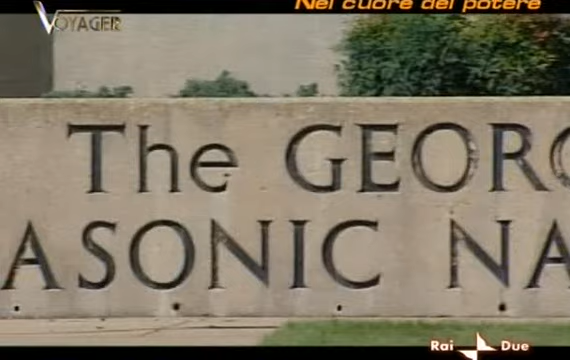 VOYAGER
Nel cuore del potere
The GEOR
ASONIC NA
Rai Due